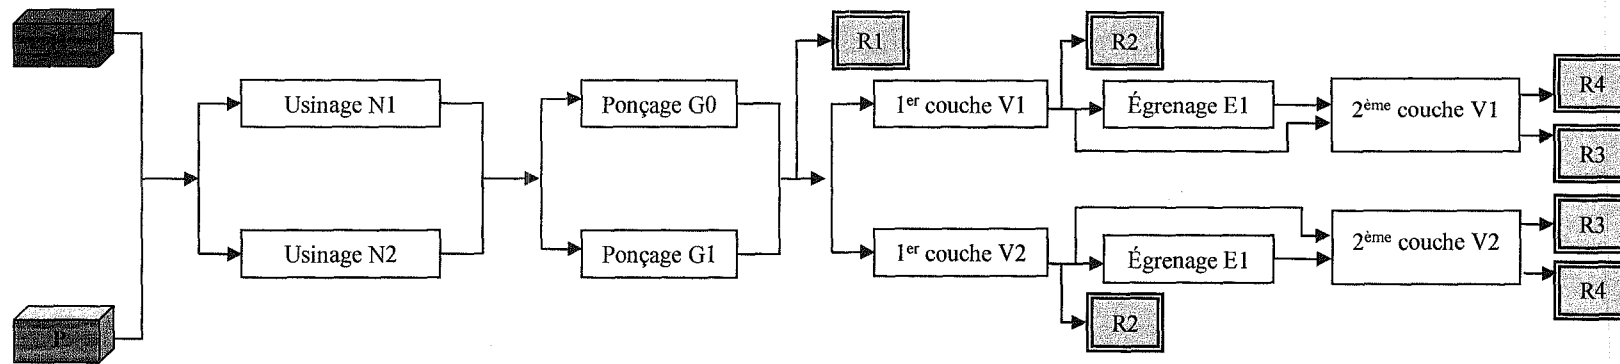 R1
R2
R4
Usinage N1
Ponçage G0
1er couche V1
Égrenage E1
2ème couche V1
R3
R3
Usinage N2
Ponçage G1
1er couche V2
Égrenage E1
2ème couche V2
R4
R2